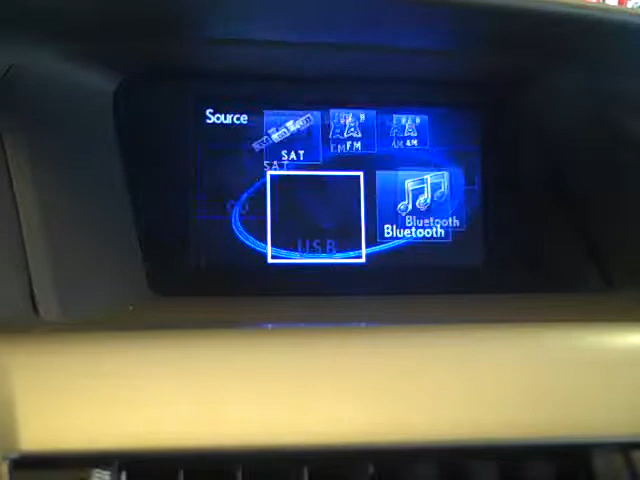 Source
SAT FM AM
SAT
USB
Bluetooth
Bluetooth